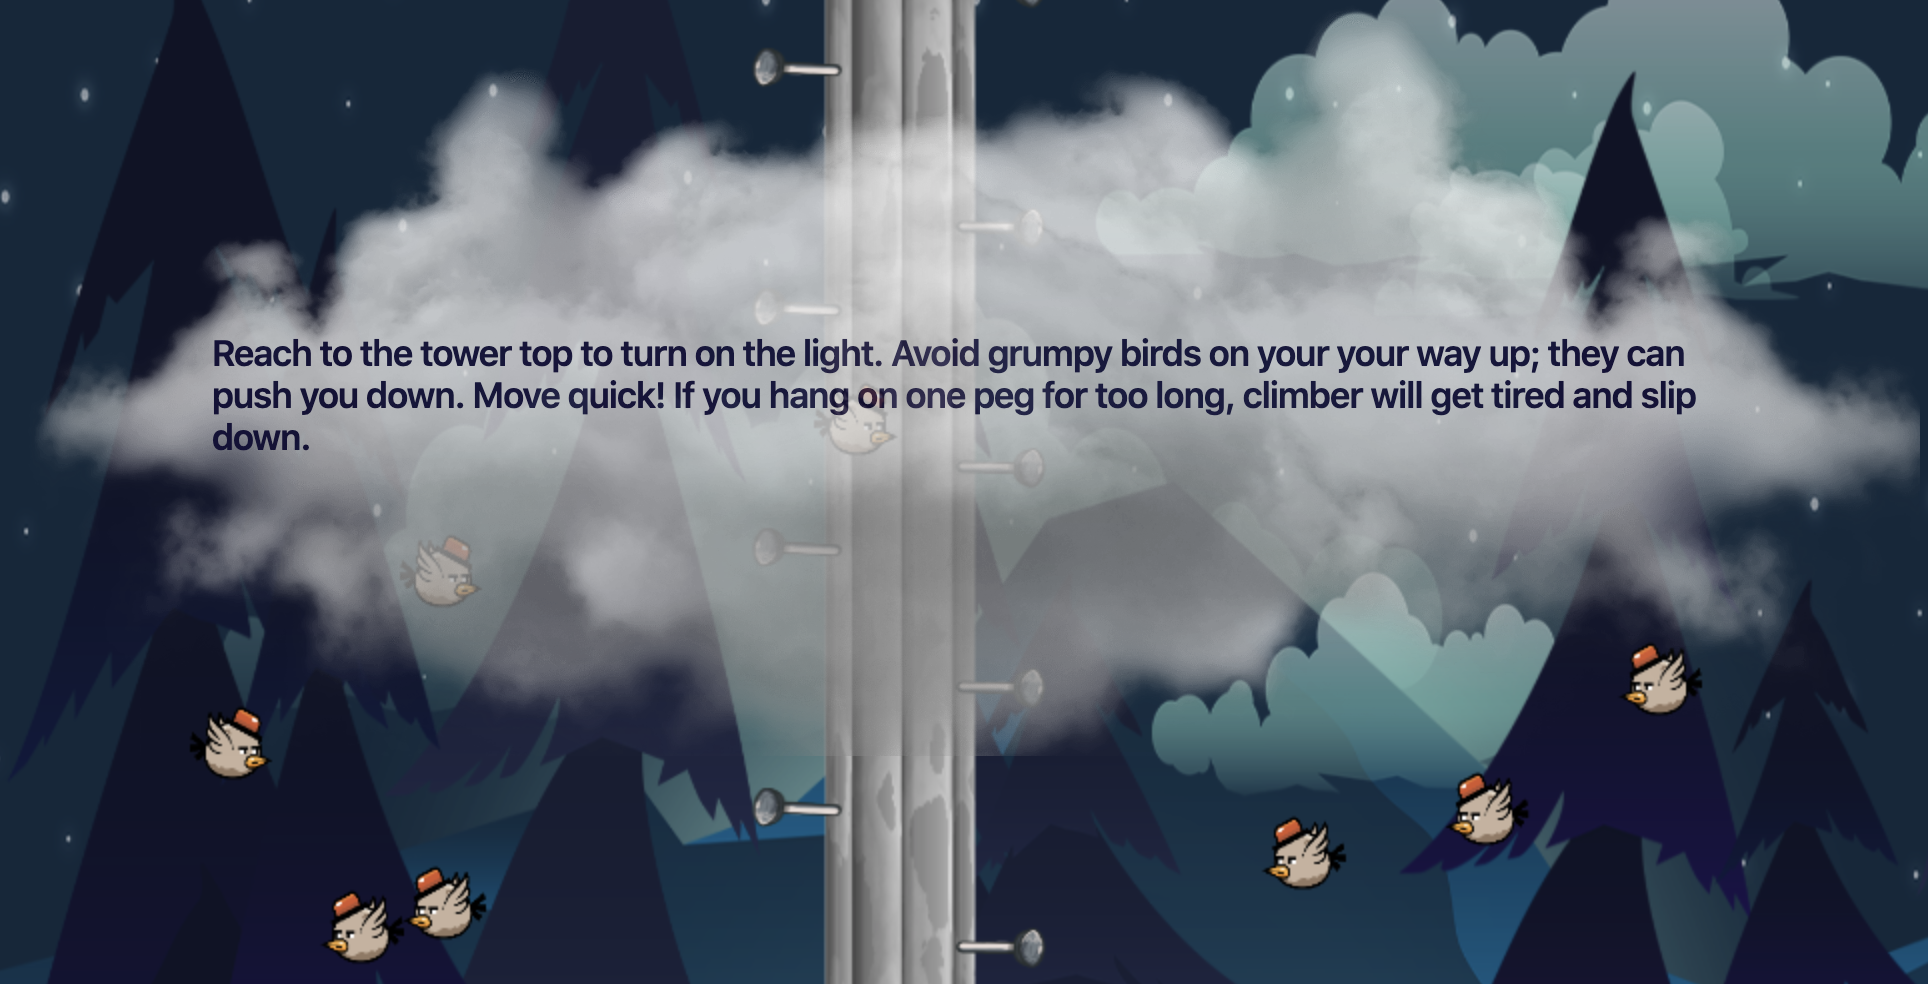 Reach to the tower top to turn on the light. Avoid grumpy birds on your your way up; they can
push you down. Move quick! If you hang on one peg for too long, climber will get tired and slip
down.